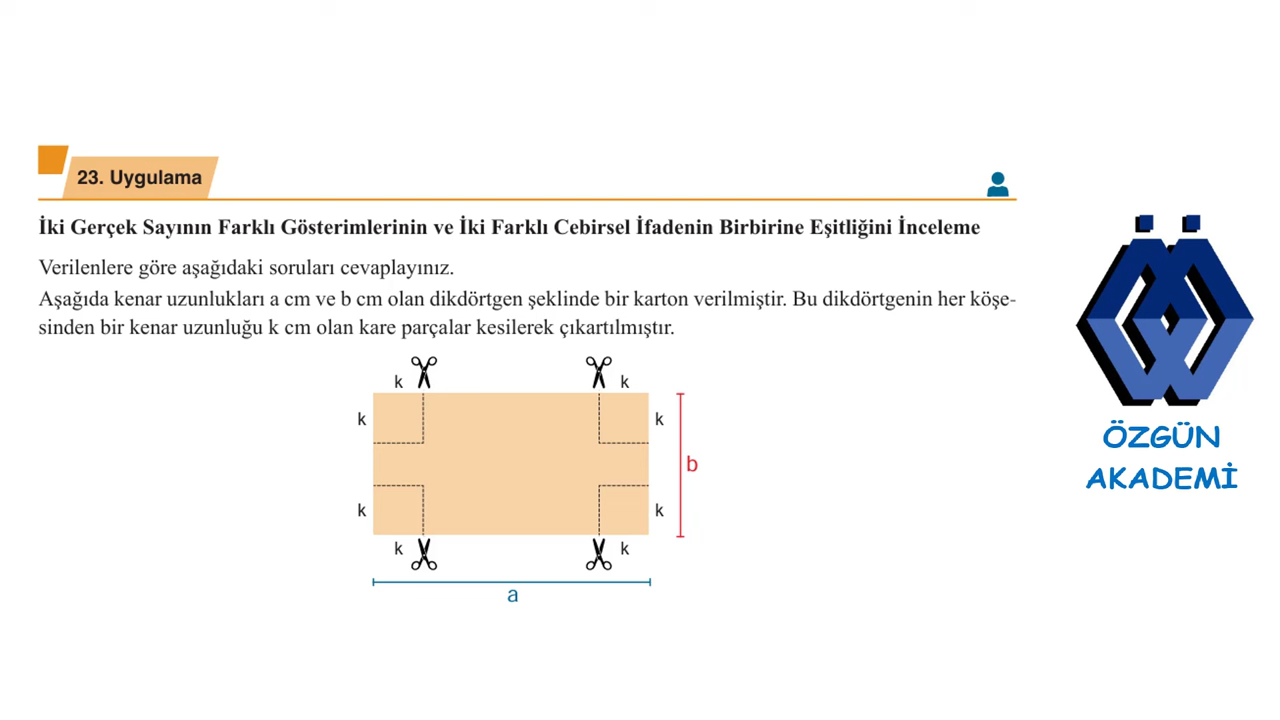 23. Uygulama
İki Gerçek Sayının Farklı Gösterimlerinin ve İki Farklı Cebirsel İfadenin Birbirine Eşitliğini İnceleme
Verilenlere göre aşağıdaki soruları cevaplayınız.
Aşağıda kenar uzunlukları a cm ve b cm olan dikdörtgen şeklinde bir karton verilmiştir. Bu dikdörtgenin her köşe-
sinden bir kenar uzunluğu k cm olan kare parçalar kesilerek çıkartılmıştır.
k k
k k
b
k k
k k
a
ÖZGÜN
AKADEMİ